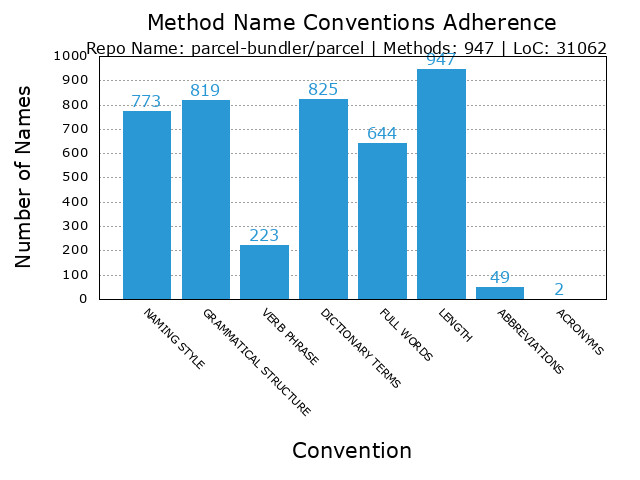 Method Name Conventions Adherence
Repo Name: parcel-bundler/parcel | Methods: 947 | LoC: 31062
Number of Names
1000
900
800
700
600
500
400
300
200
100
0
773
819
223
825
644
947
49
2
NAMING STYLE
GRAMMATICAL STRUCTURE
VERB PHRASE
DICTIONARY TERMS
FULL WORDS
LENGTH
ABBREVIATIONS
ACRONYMS
Convention